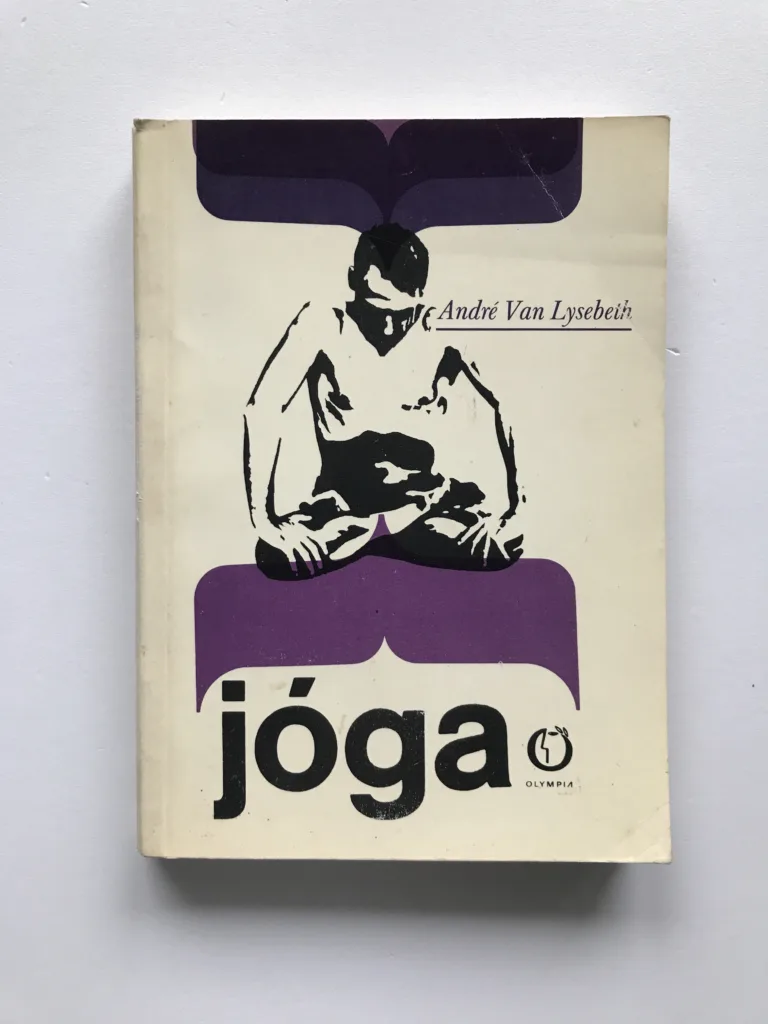 André Van Lysebeth
jóga
OLYMPIA